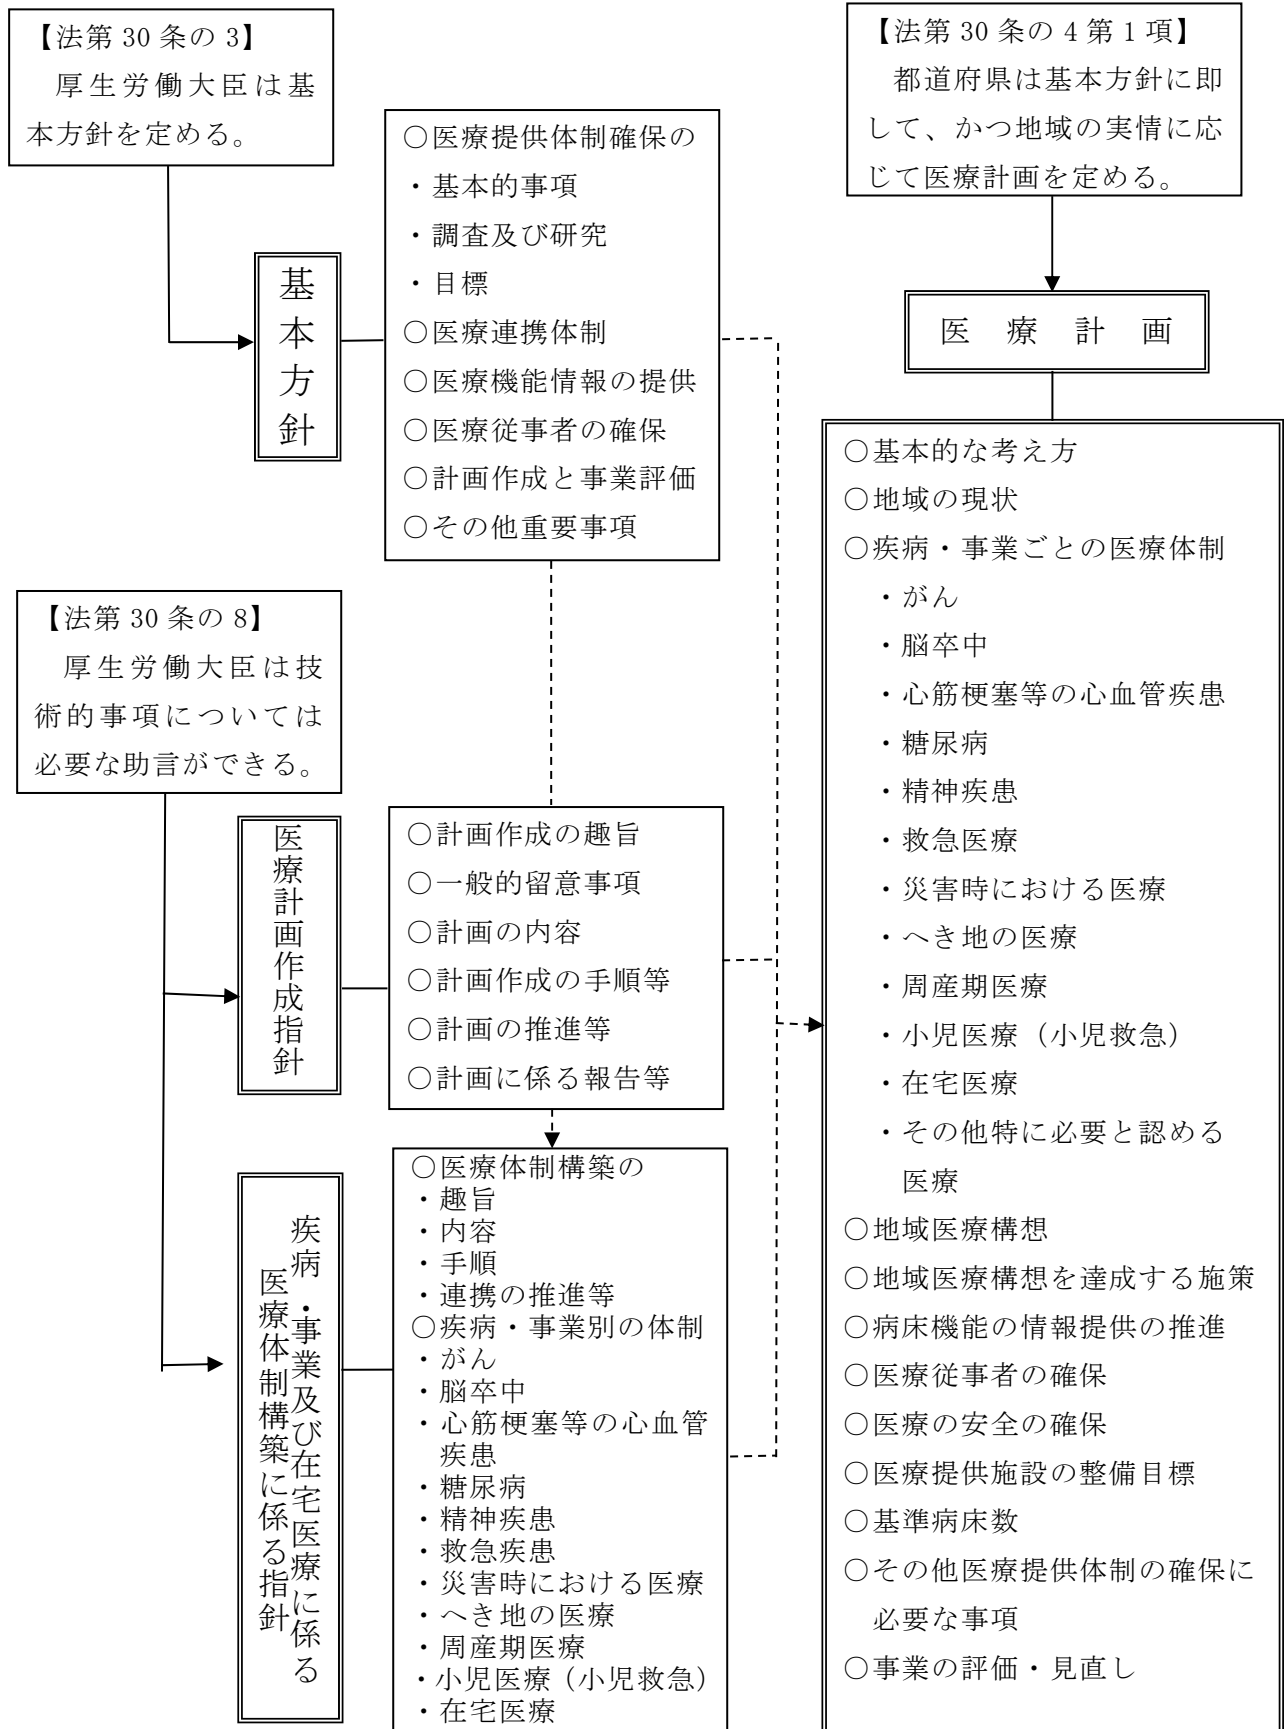 【法第 30 条の 3】
厚生労働大臣は基
本方針を定める。
基本方針
○医療提供体制確保の
・基本的事項
・調査及び研究
・目標
○医療連携体制
○医療機能情報の提供
○医療従事者の確保
○計画作成と事業評価
○その他重要事項
【法第 30 条の 8】
厚生労働大臣は技
術的事項については
必要な助言ができる。
医療計画作成指針
○計画作成の趣旨
○一般的留意事項
○計画の内容
○計画作成の手順等
○計画の推進等
○計画に係る報告等
疾病・事業及び在宅医療に係る
医療体制構築に係る指針
○医療体制構築の
・趣旨
・内容
・手順
・連携の推進等
○疾病・事業別の体制
・がん
・脳卒中
・心筋梗塞等の心血管
疾患
・糖尿病
・精神疾患
・救急疾患
・災害時における医療
・へき地の医療
・周産期医療
・小児医療（小児救急）
・在宅医療
【法第 30 条の 4 第 1 項】
都道府県は基本方針に即
して、かつ地域の実情に応
じて医療計画を定める。
医 療 計 画
○基本的な考え方
○地域の現状
○疾病・事業ごとの医療体制
・がん
・脳卒中
・心筋梗塞等の心血管疾患
・糖尿病
・精神疾患
・救急医療
・災害時における医療
・へき地の医療
・周産期医療
・小児医療（小児救急）
・在宅医療
・その他特に必要と認める
医療
○地域医療構想
○地域医療構想を達成する施策
○病床機能の情報提供の推進
○医療従事者の確保
○医療の安全の確保
○医療提供施設の整備目標
○基準病床数
○その他医療提供体制の確保に
必要な事項
○事業の評価・見直し